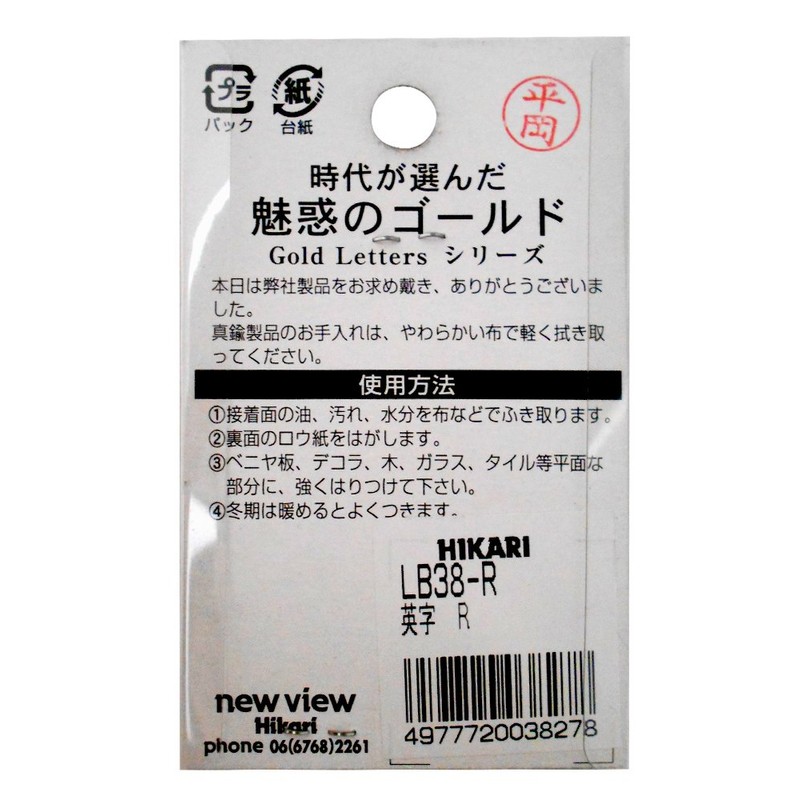 プラ 紙
パック 台紙
平岡
時代が選んだ
魅惑のゴールド
Gold Letters シリーズ
本日は弊社製品をお求め戴き、ありがとうございま
した。
真鍮製品のお手入れは、やわらかい布で軽く拭き取
ってください。
使用方法
①接着面の油、汚れ、水分を布などでふき取ります。
②裏面のロウ紙をはがします。
③ベニヤ板、デコラ、木、ガラス、タイル等平面な
部分に、強くはりつけて下さい。
④冬期は暖めるとよくつきます。
HIKARI
LB38-R
英字 R
4977720038278
new view
Hikari
phone 06(6768)2261